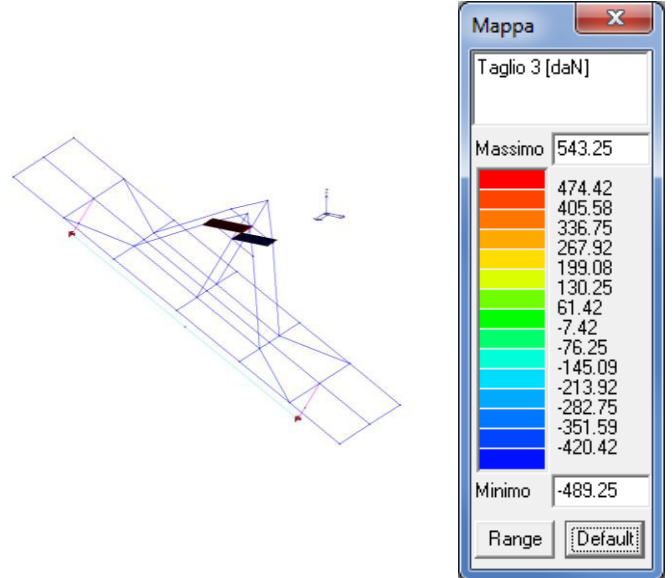 Mappa
Taglio 3 [daN]
Massimo 543.25
474.42
405.58
336.75
267.92
199.08
130.25
61.42
-7.42
-76.25
-145.09
-213.92
-282.75
-351.59
-420.42
Minimo -489.25
Range Default